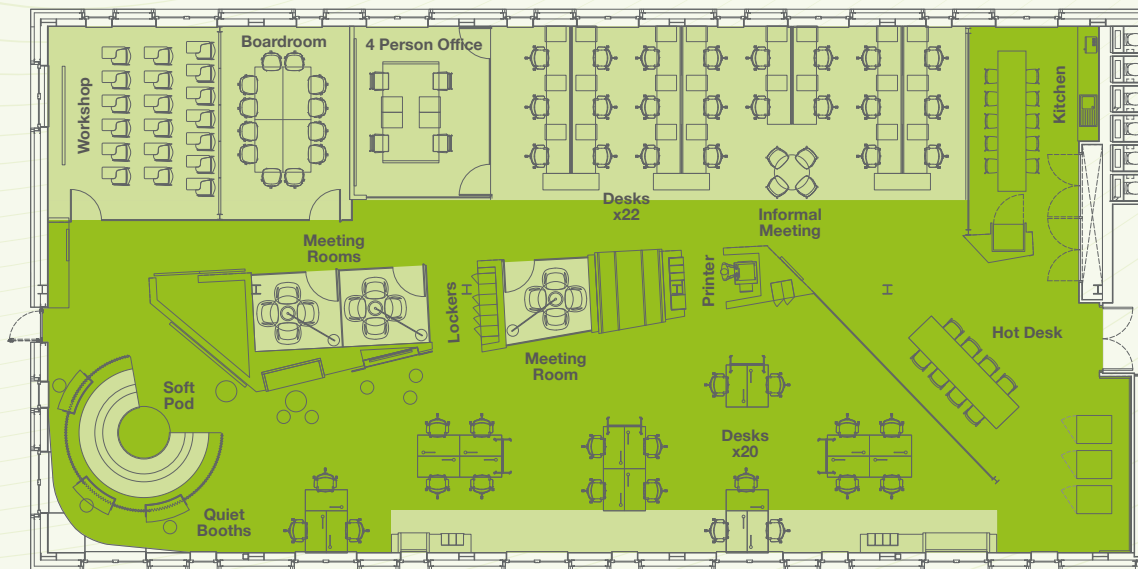 Workshop
Boardroom
4 Person Office
Kitchen
Desks
x22
Informal
Meeting
Meeting
Rooms
Lockers
Printer
Meeting
Room
Hot Desk
Soft
Pod
Desks
x20
Quiet
Booths